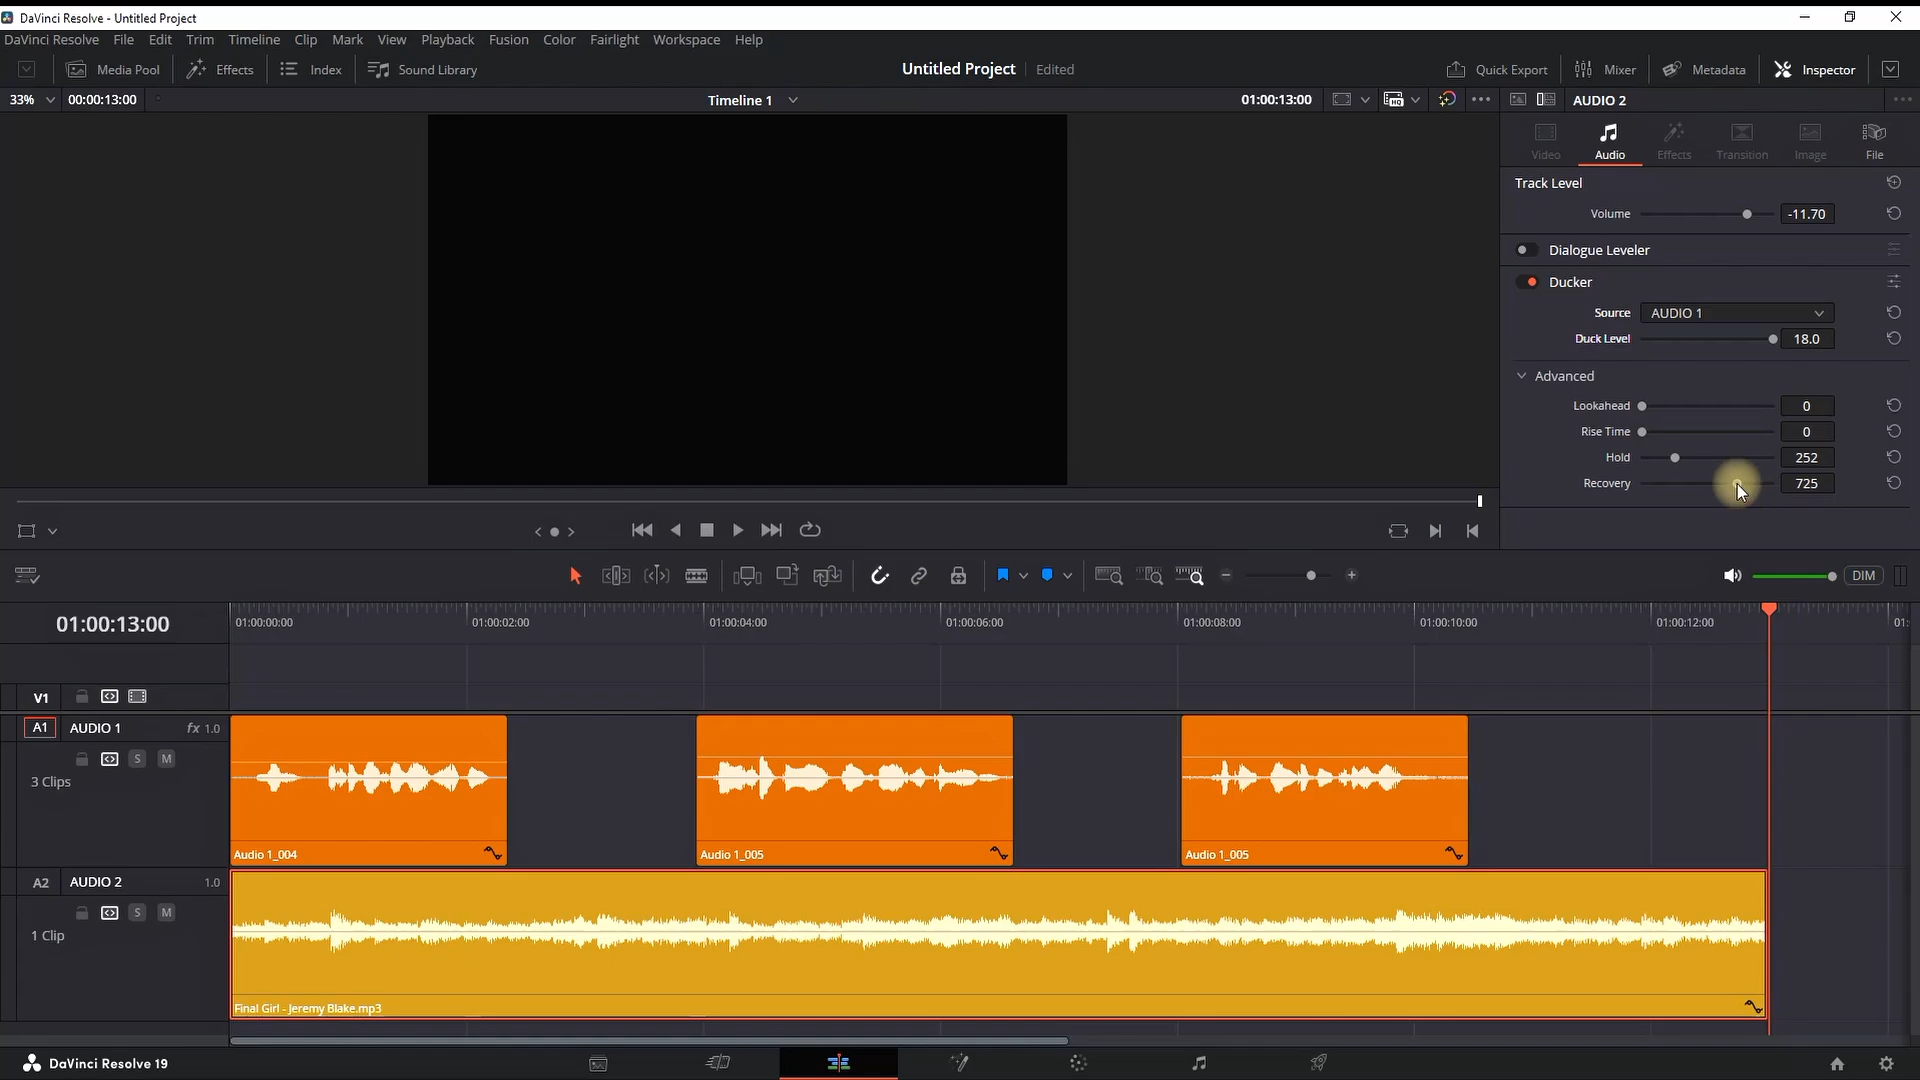 DaVinci Resolve - Untitled Project
DaVinci Resolve File Edit Trim Timeline Clip Mark View Playback Fusion Color Fairlight Workspace Help
Media Pool Effects Index Sound Library Untitled Project Edited Quick Export Mixer Metadata Inspector
33% 00:00:13:00 Timeline 1 01:00:13:00 HQ AUDIO 2
Video Audio Effects Transition Image File
Track Level
Volume -11.70
Dialogue Leveler
Ducker
Source AUDIO 1
Duck Level 18.0
Advanced
Lookahead 0
Rise Time 0
Hold 252
Recovery 725
DIM
01:00:13:00 01:00:00:00 01:00:02:00 01:00:04:00 01:00:06:00 01:00:08:00 01:00:10:00 01:00:12:00 01:
V1
A1 AUDIO 1 fx 1.0
S M
3 Clips
Audio 1_004 Audio 1_005 Audio 1_005
A2 AUDIO 2 1.0
S M
1 Clip
Final Girl - Jeremy Blake.mp3
DaVinci Resolve 19